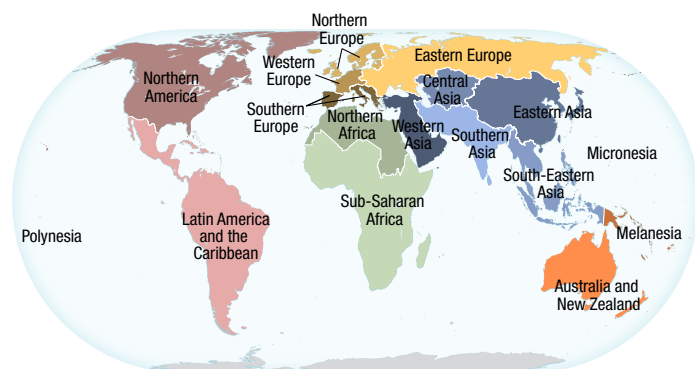 Northern
Europe
Western
Europe
Eastern Europe
Northern
America
Central
Asia
Southern
Europe
Northern
Africa
Western
Asia
Eastern Asia
Southern
Asia
Micronesia
South-Eastern
Asia
Sub-Saharan
Africa
Latin America
and the
Caribbean
Polynesia
Melanesia
Australia and
New Zealand